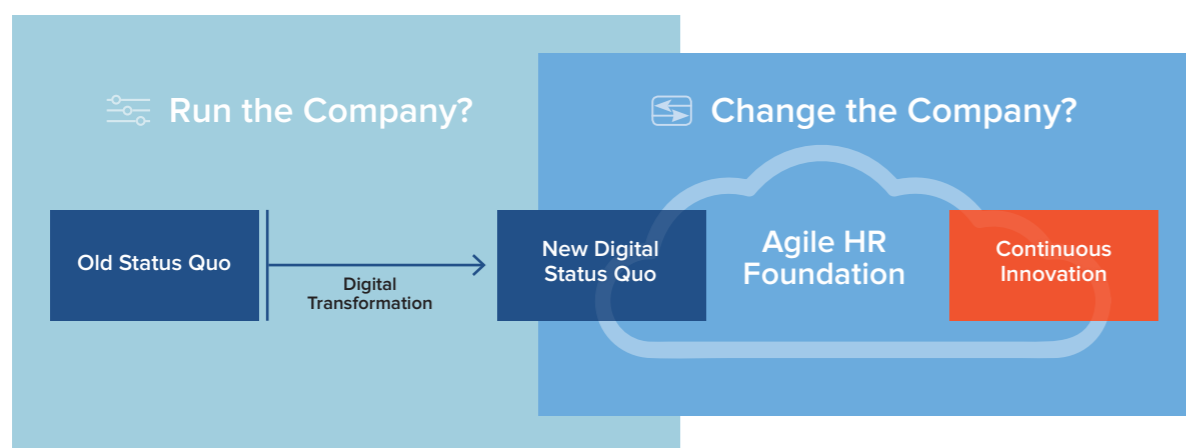 Run the Company?
Change the Company?
Old Status Quo
Digital
Transformation
New Digital
Status Quo
Agile HR
Foundation
Continuous
Innovation